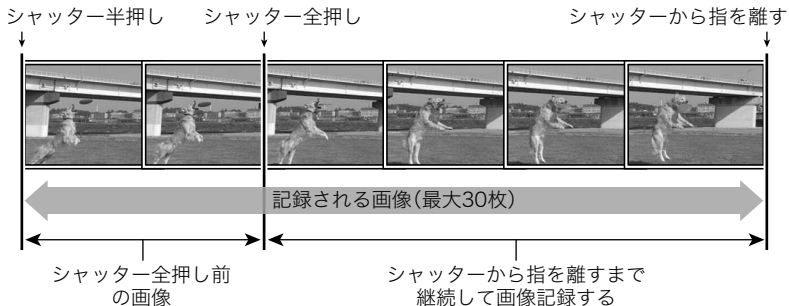 シャッター半押し
シャッター全押し
シャッターから指を離す
記録される画像(最大30枚)
シャッター全押し前
の画像
シャッターから指を離すまで
継続して画像記録する